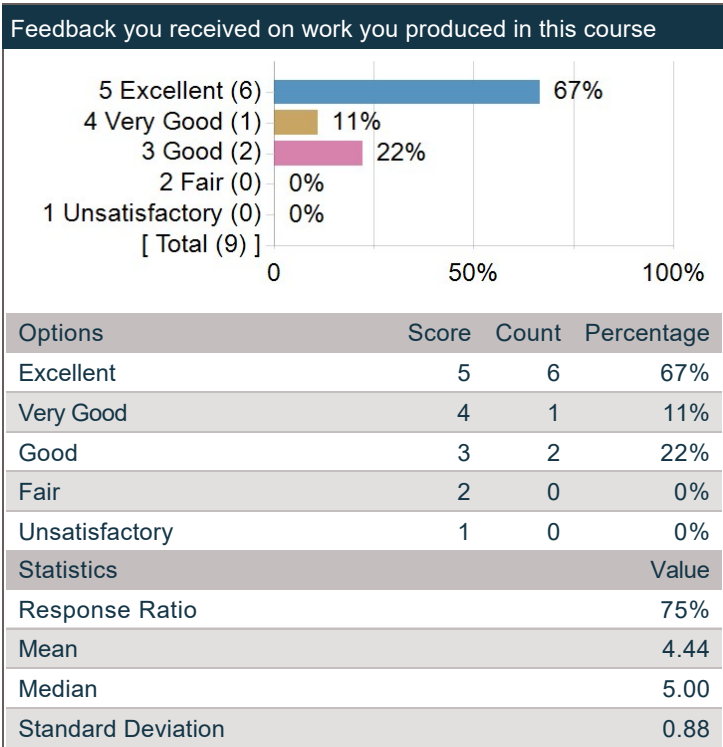 Feedback you received on work you produced in this course
5 Excellent (6) 67%
4 Very Good (1) 11%
3 Good (2) 22%
2 Fair (0) 0%
1 Unsatisfactory (0) 0%
[ Total (9) ]
0 50% 100%
Options Score Count Percentage
Excellent 5 6 67%
Very Good 4 1 11%
Good 3 2 22%
Fair 2 0 0%
Unsatisfactory 1 0 0%
Statistics Value
Response Ratio 75%
Mean 4.44
Median 5.00
Standard Deviation 0.88